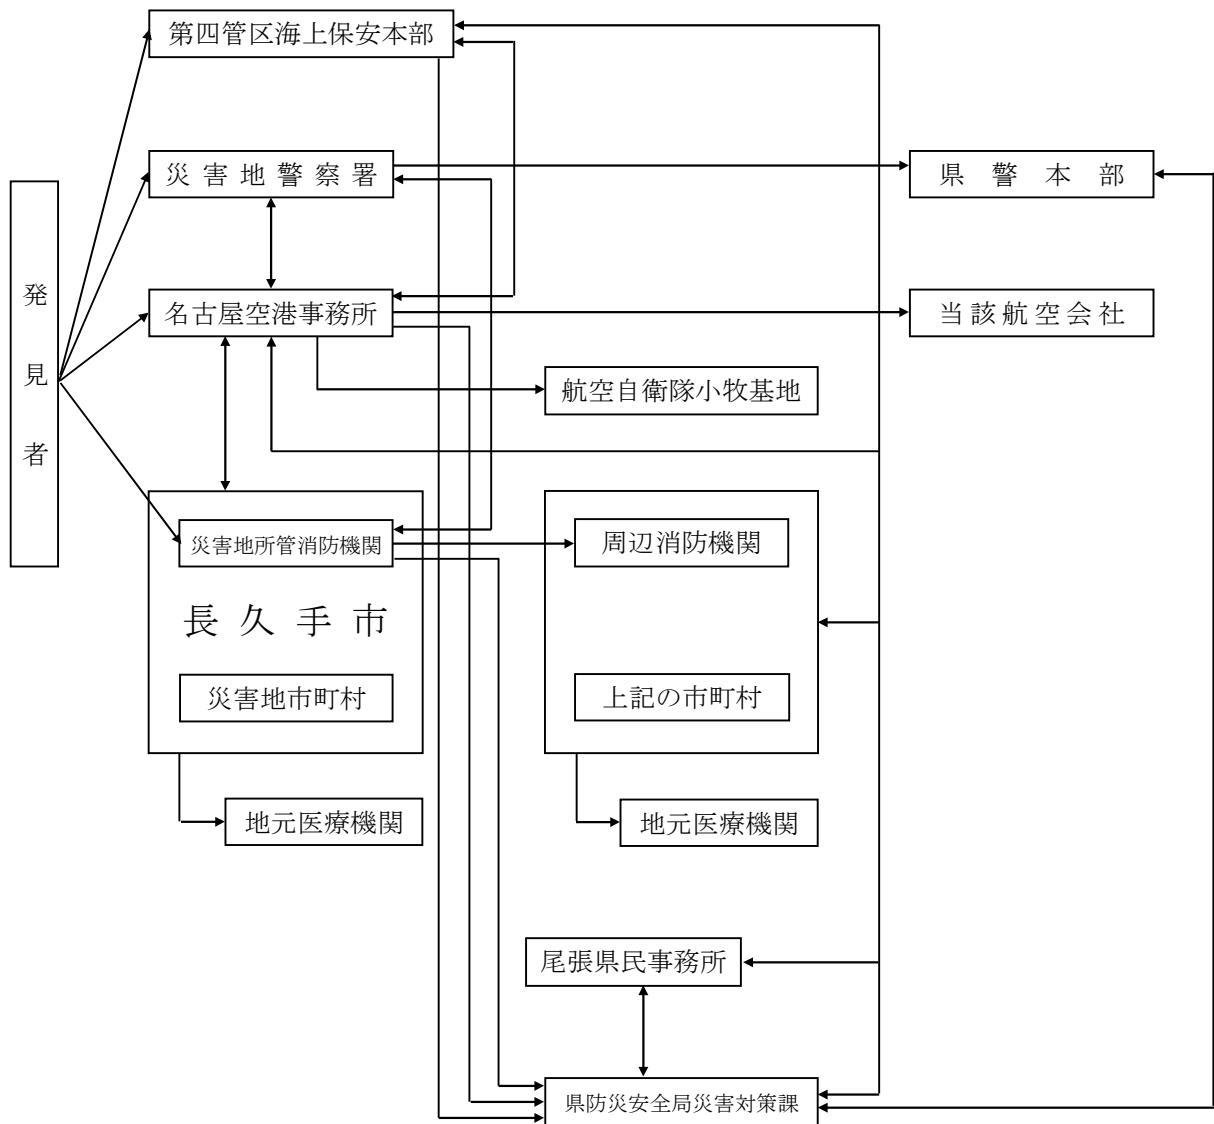 第四管区海上保安本部
災害地警察署
県警本部
発見者
名古屋空港事務所
当該航空会社
航空自衛隊小牧基地
災害地所管消防機関
周辺消防機関
長久手市
災害地市町村
上記の市町村
地元医療機関
地元医療機関
尾張県民事務所
県防災安全局災害対策課